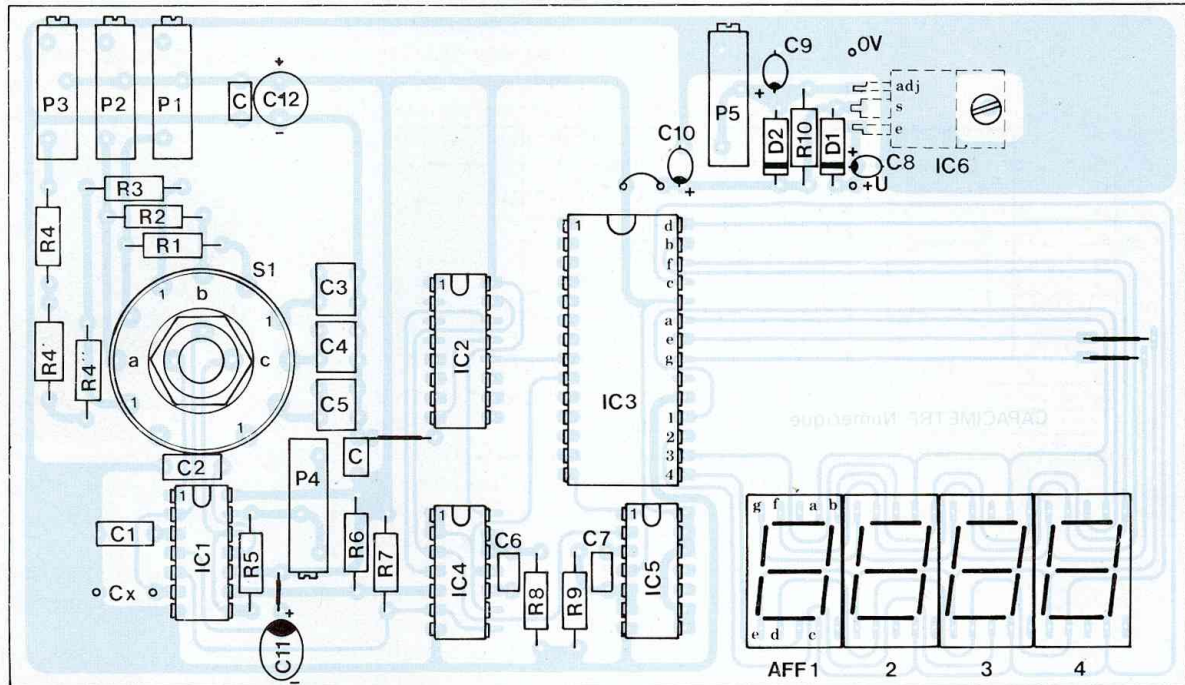 P3
P2
P1
C
+
C12
-
P5
C9
+
0V
adj
s
e
IC6
D2
R10
D1
+
C8
+U
C10
+
R3
R2
R1
R4
R4'
R4"
S1
1
b
1
a
c
1
1
C3
C4
C5
1
IC2
1
IC3
d
b
f
c
a
e
g
1
2
3
4
CAPACIMETRE Numerique
C2
C1
Cx
1
IC1
R5
P4
C
R6
R7
+
C11
-
1
IC4
C6
R8
R9
C7
1
IC5
g f a b
e d c
AFF1 2 3 4